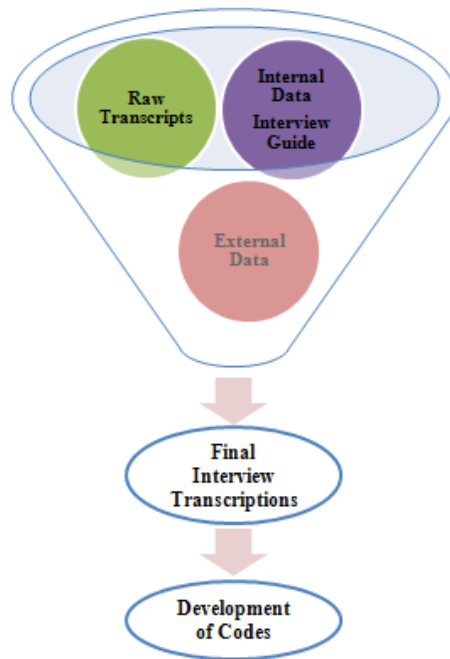 Raw
Transcripts
Internal
Data
Interview
Guide
External
Data
Final
Interview
Transcriptions
Development
of Codes